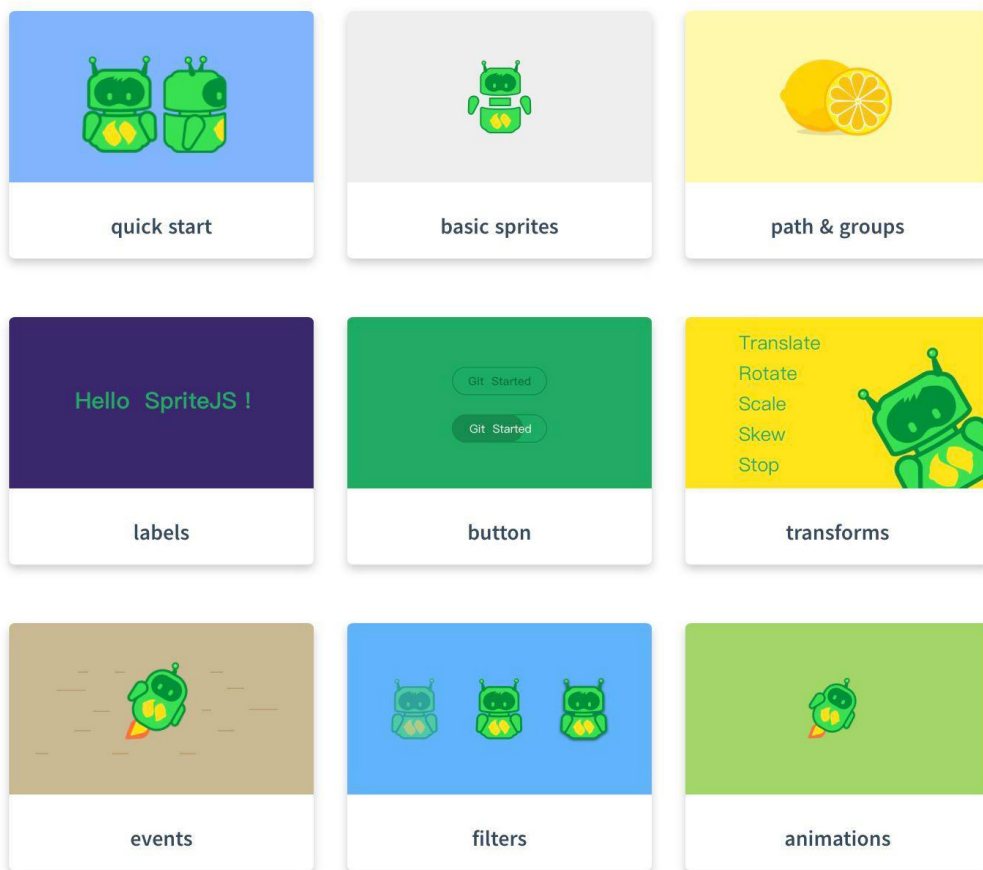 quick start
basic sprites
path & groups
Hello SpriteJS !
labels
Git Started
Git Started
button
Translate
Rotate
Scale
Skew
Stop
transforms
events
filters
animations